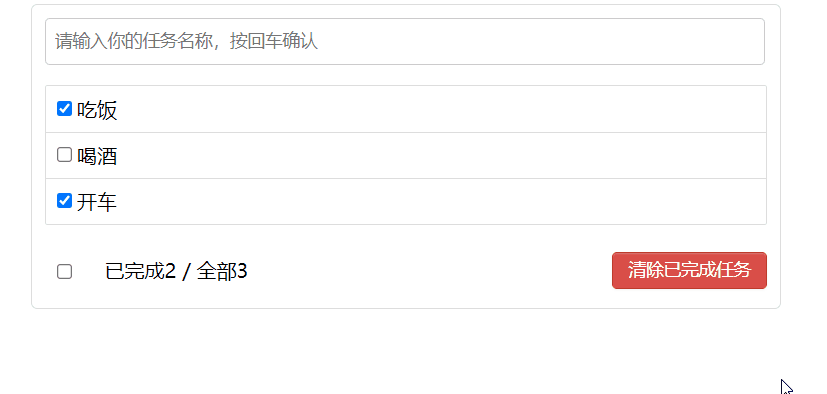 请输入你的任务名称，按回车确认
吃饭
喝酒
开车
已完成2 / 全部3
清除已完成任务